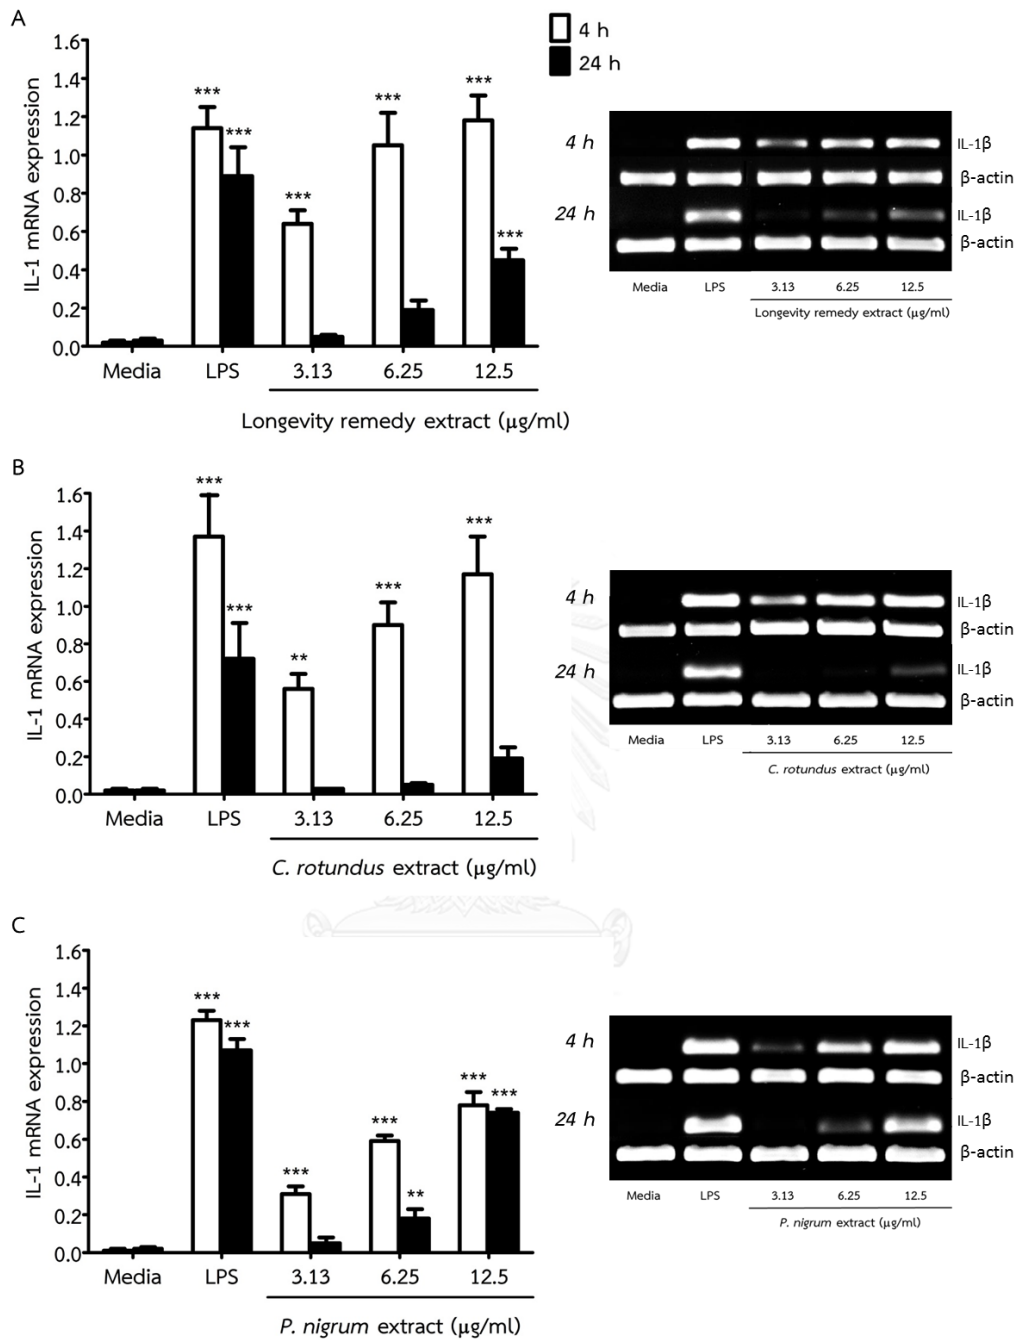 A
4 h
24 h
IL-1 mRNA expression
1.6
1.4
1.2
1.0
0.8
0.6
0.4
0.2
0.0
*** *** *** *** *** ***
Media LPS 3.13 6.25 12.5
Longevity remedy extract (μg/ml)
4 h IL-1β
β-actin
24 h IL-1β
β-actin
Media LPS 3.13 6.25 12.5
Longevity remedy extract (μg/ml)
B
IL-1 mRNA expression
1.6
1.4
1.2
1.0
0.8
0.6
0.4
0.2
0.0
*** *** ** *** ***
Media LPS 3.13 6.25 12.5
C. rotundus extract (μg/ml)
4 h IL-1β
β-actin
24 h IL-1β
β-actin
Media LPS 3.13 6.25 12.5
C. rotundus extract (μg/ml)
C
IL-1 mRNA expression
1.6
1.4
1.2
1.0
0.8
0.6
0.4
0.2
0.0
*** *** *** *** ** *** ***
Media LPS 3.13 6.25 12.5
P. nigrum extract (μg/ml)
4 h IL-1β
β-actin
24 h IL-1β
β-actin
Media LPS 3.13 6.25 12.5
P. nigrum extract (μg/ml)